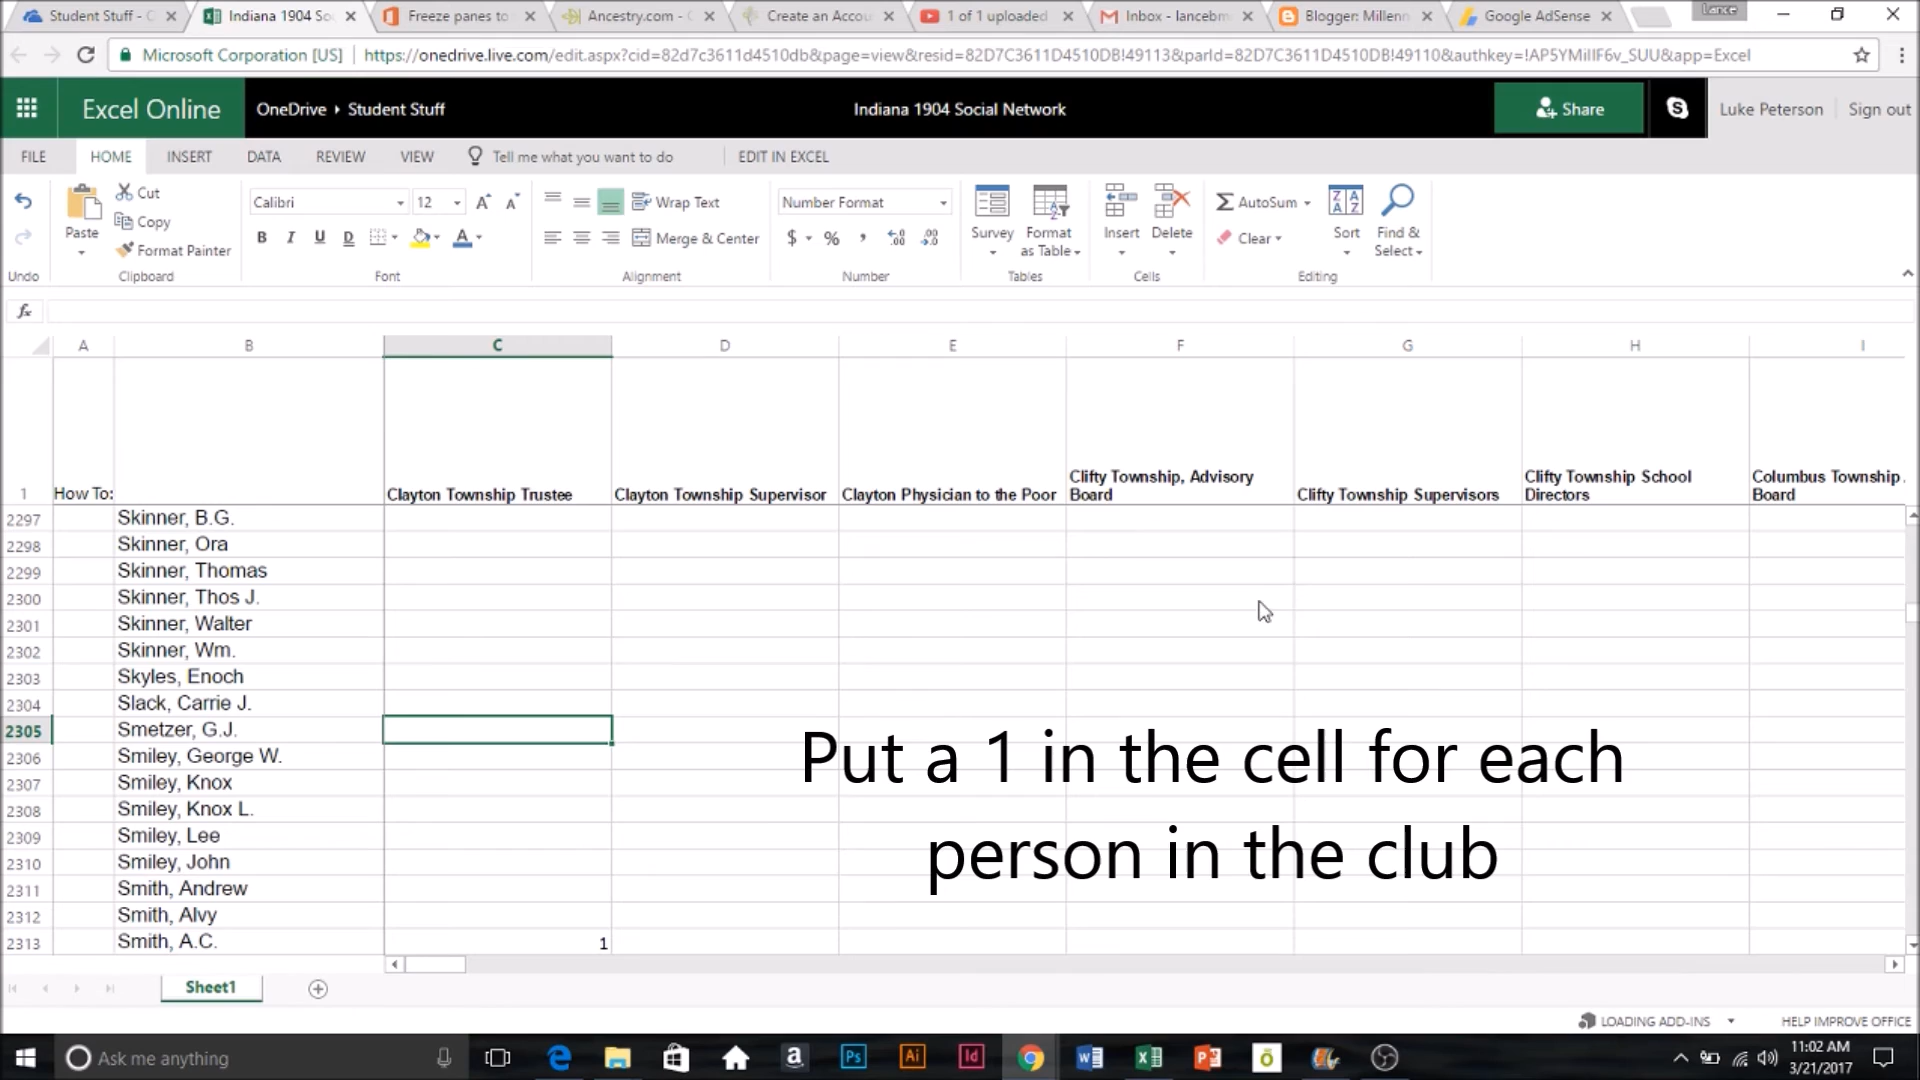 Student Stuff - C
Indiana 1904 So
Freeze panes to
Ancestry.com - G
Create an Accou
1 of 1 uploaded
Inbox - lancebm
Blogger: Millenn
Google AdSense
lance
Microsoft Corporation [US]
https://onedrive.live.com/edit.aspx?cid=82d7c3611d4510db&page=view&resid=82D7C3611D4510DB!49113&parId=82D7C3611D4510DB!49110&authkey=!AP5YMiIIF6v_SUU&app=Excel
Excel Online
OneDrive ▸ Student Stuff
Indiana 1904 Social Network
Share
Luke Peterson
Sign out
FILE HOME INSERT DATA REVIEW VIEW Tell me what you want to do EDIT IN EXCEL
Cut
Calibri 12
Wrap Text
Number Format
AutoSum
Paste
Copy
Survey
Format as Table
Insert
Delete
Sort
Find & Select
Format Painter
B I U D A
Merge & Center
$ % , .00
Clear
Undo Clipboard Font Alignment Number Tables Cells Editing
fx
A B C D E F G H I
1 How To: Clayton Township Trustee Clayton Township Supervisor Clayton Physician to the Poor Clifty Township, Advisory Board Clifty Township Supervisors Clifty Township School Directors Columbus Township Board
2297 Skinner, B.G.
2298 Skinner, Ora
2299 Skinner, Thomas
2300 Skinner, Thos J.
2301 Skinner, Walter
2302 Skinner, Wm.
2303 Skyles, Enoch
2304 Slack, Carrie J.
2305 Smetzer, G.J.
2306 Smiley, George W.
2307 Smiley, Knox
2308 Smiley, Knox L.
2309 Smiley, Lee
2310 Smiley, John
2311 Smith, Andrew
2312 Smith, Alvy
2313 Smith, A.C. 1
Put a 1 in the cell for each
person in the club
Sheet1
LOADING ADD-INS
HELP IMPROVE OFFICE
Ask me anything
Ps Ai Id
11:02 AM
3/21/2017